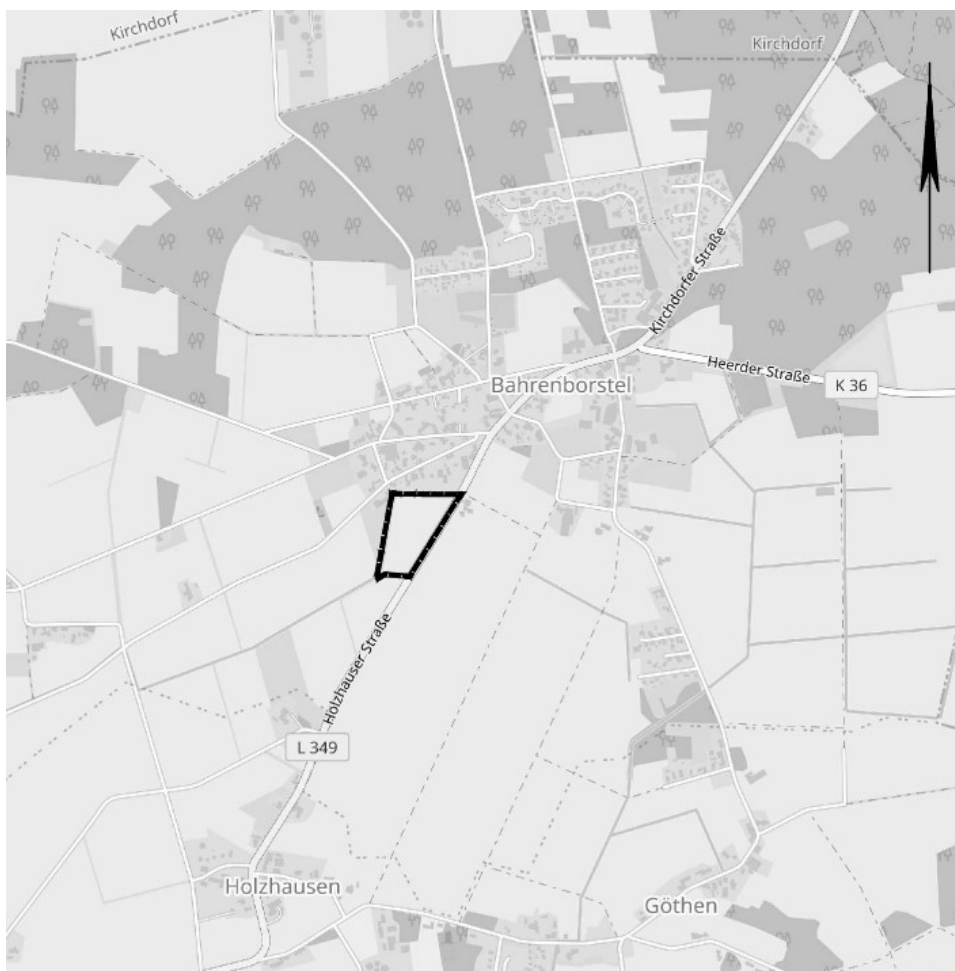 Kirchdorf
Kirchdorf
Kirchdorfer Straße
Heerder Straße
K 36
Bahrenborstel
Holzhauser Straße
L 349
Holzhausen
Göthen